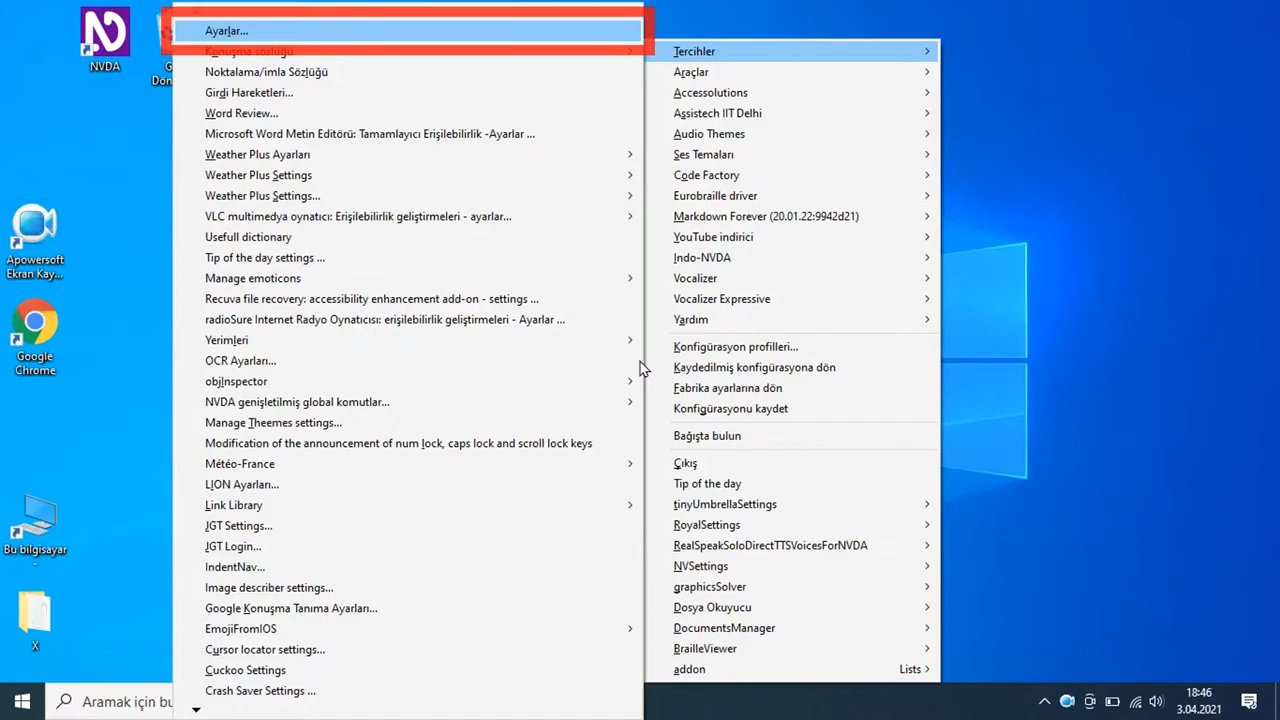 NVDA
Apowersoft
Ekran Kay...
Google
Chrome
Bu bilgisayar
X
Ayarlar...
Konuşma sözlüğü
Noktalama/imla Sözlüğü
Girdi Hareketleri...
Word Review...
Microsoft Word Metin Editörü: Tamamlayıcı Erişilebilirlik -Ayarlar ...
Weather Plus Ayarları
Weather Plus Settings
Weather Plus Settings...
VLC multimedya oynatıcı: Erişilebilirlik geliştirmeleri - ayarlar...
Usefull dictionary
Tip of the day settings ...
Manage emoticons
Recuva file recovery: accessibility enhancement add-on - settings ...
radioSure Internet Radyo Oynatıcısı: erişilebilirlik geliştirmeleri - Ayarlar ...
Yerimleri
OCR Ayarları...
objInspector
NVDA genişletilmiş global komutlar...
Manage Theemes settings...
Modification of the announcement of num lock, caps lock and scroll lock keys
Météo-France
LION Ayarları...
Link Library
JGT Settings...
JGT Login...
IndentNav...
Image describer settings...
Google Konuşma Tanıma Ayarları...
EmojiFromIOS
Cursor locator settings...
Cuckoo Settings
Crash Saver Settings ...
Tercihler
Araçlar
Accessolutions
Assistech IIT Delhi
Audio Themes
Ses Temaları
Code Factory
Eurobraille driver
Markdown Forever (20.01.22:9942d21)
YouTube indirici
Indo-NVDA
Vocalizer
Vocalizer Expressive
Yardım
Konfigürasyon profilleri...
Kaydedilmiş konfigürasyona dön
Fabrika ayarlarına dön
Konfigürasyonu kaydet
Bağışta bulun
Çıkış
Tip of the day
tinyUmbrellaSettings
RoyalSettings
RealSpeakSoloDirectTTSVoicesForNVDA
NVSettings
graphicsSolver
Dosya Okuyucu
DocumentsManager
BrailleViewer
addon Lists
Aramak için bu
18:46
3.04.2021